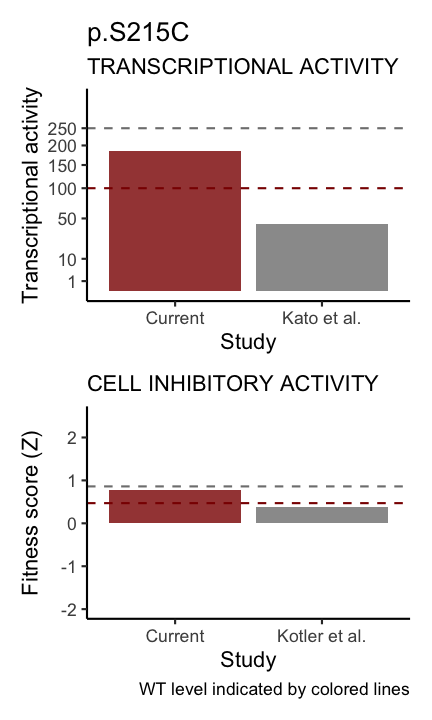 p.S215C
TRANSCRIPTIONAL ACTIVITY
Transcriptional activity
250
200
150
100
50
10
1
Current
Kato et al.
Study
CELL INHIBITORY ACTIVITY
Fitness score (Z)
2
1
0
-1
-2
Current
Kotler et al.
Study
WT level indicated by colored lines